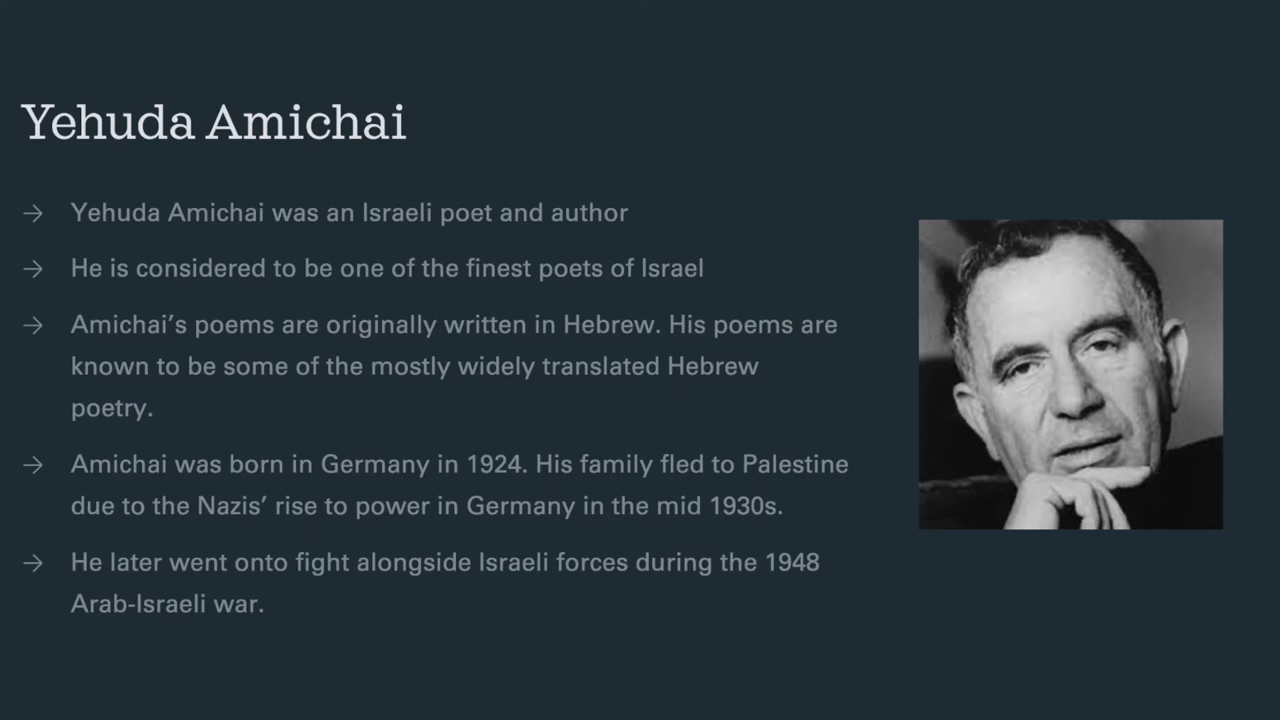 Yehuda Amichai
→ Yehuda Amichai was an Israeli poet and author
→ He is considered to be one of the finest poets of Israel
→ Amichai’s poems are originally written in Hebrew. His poems are
known to be some of the mostly widely translated Hebrew
poetry.
→ Amichai was born in Germany in 1924. His family fled to Palestine
due to the Nazis’ rise to power in Germany in the mid 1930s.
→ He later went onto fight alongside Israeli forces during the 1948
Arab-Israeli war.